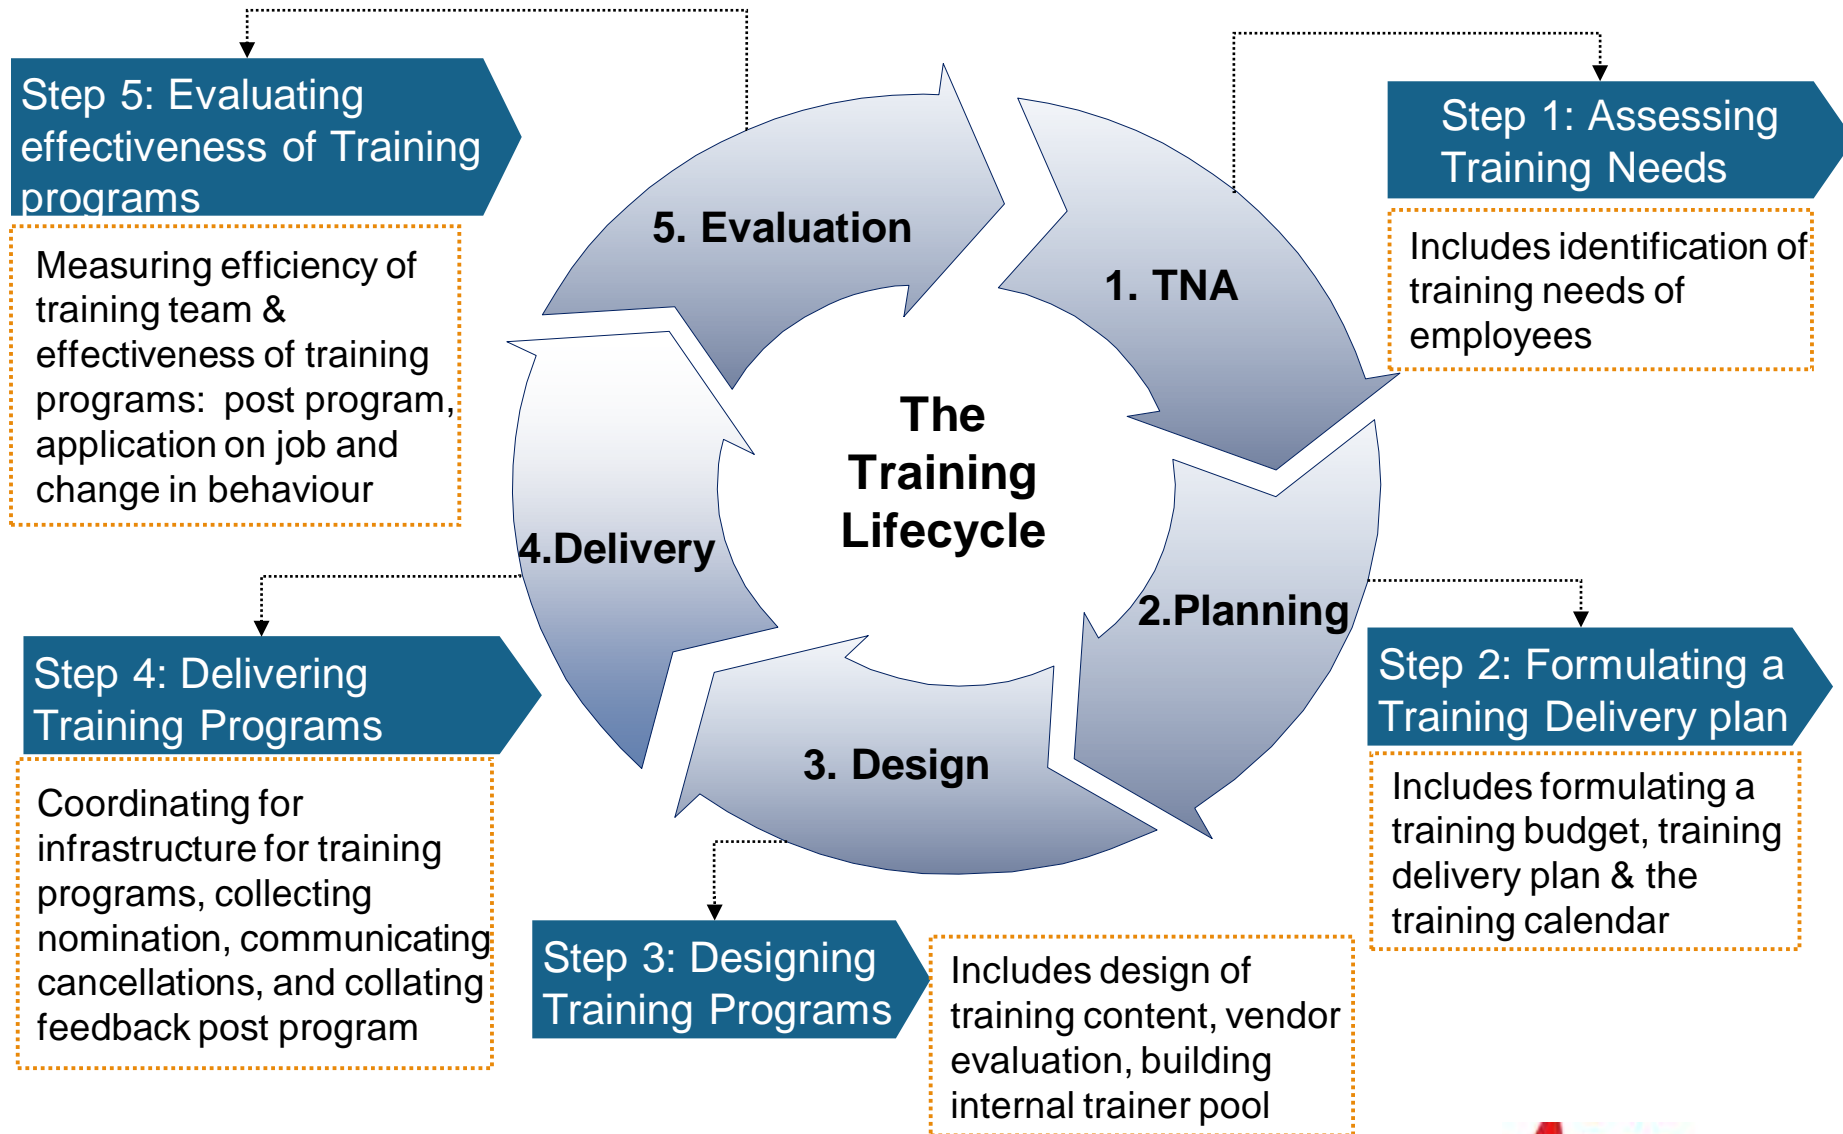 Step 5: Evaluating
effectiveness of Training
programs
Measuring efficiency of
training team &
effectiveness of training
programs:  post program,
application on job and
change in behaviour
Step 1: Assessing
Training Needs
Includes identification of
training needs of
employees
5. Evaluation
1. TNA
The
Training
Lifecycle
4.Delivery
2.Planning
3. Design
Step 4: Delivering
Training Programs
Coordinating for
infrastructure for training
programs, collecting
nomination, communicating
cancellations, and collating
feedback post program
Step 3: Designing
Training Programs
Includes design of
training content, vendor
evaluation, building
internal trainer pool
Step 2: Formulating a
Training Delivery plan
Includes formulating a
training budget, training
delivery plan & the
training calendar